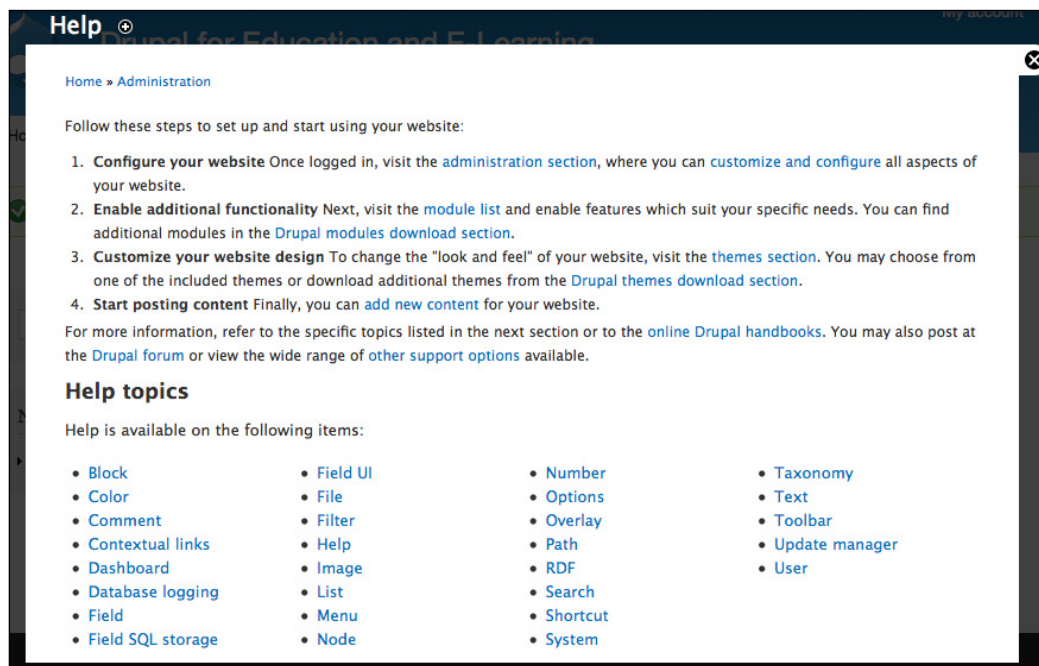 My account
Help
Drupal for Education and E-Learning
Home » Administration
Follow these steps to set up and start using your website:
1. Configure your website Once logged in, visit the administration section, where you can customize and configure all aspects of
your website.
2. Enable additional functionality Next, visit the module list and enable features which suit your specific needs. You can find
additional modules in the Drupal modules download section.
3. Customize your website design To change the "look and feel" of your website, visit the themes section. You may choose from
one of the included themes or download additional themes from the Drupal themes download section.
4. Start posting content Finally, you can add new content for your website.
For more information, refer to the specific topics listed in the next section or to the online Drupal handbooks. You may also post at
the Drupal forum or view the wide range of other support options available.
Help topics
Help is available on the following items:
• Block
• Color
• Comment
• Contextual links
• Dashboard
• Database logging
• Field
• Field SQL storage
• Field UI
• File
• Filter
• Help
• Image
• List
• Menu
• Node
• Number
• Options
• Overlay
• Path
• RDF
• Search
• Shortcut
• System
• Taxonomy
• Text
• Toolbar
• Update manager
• User